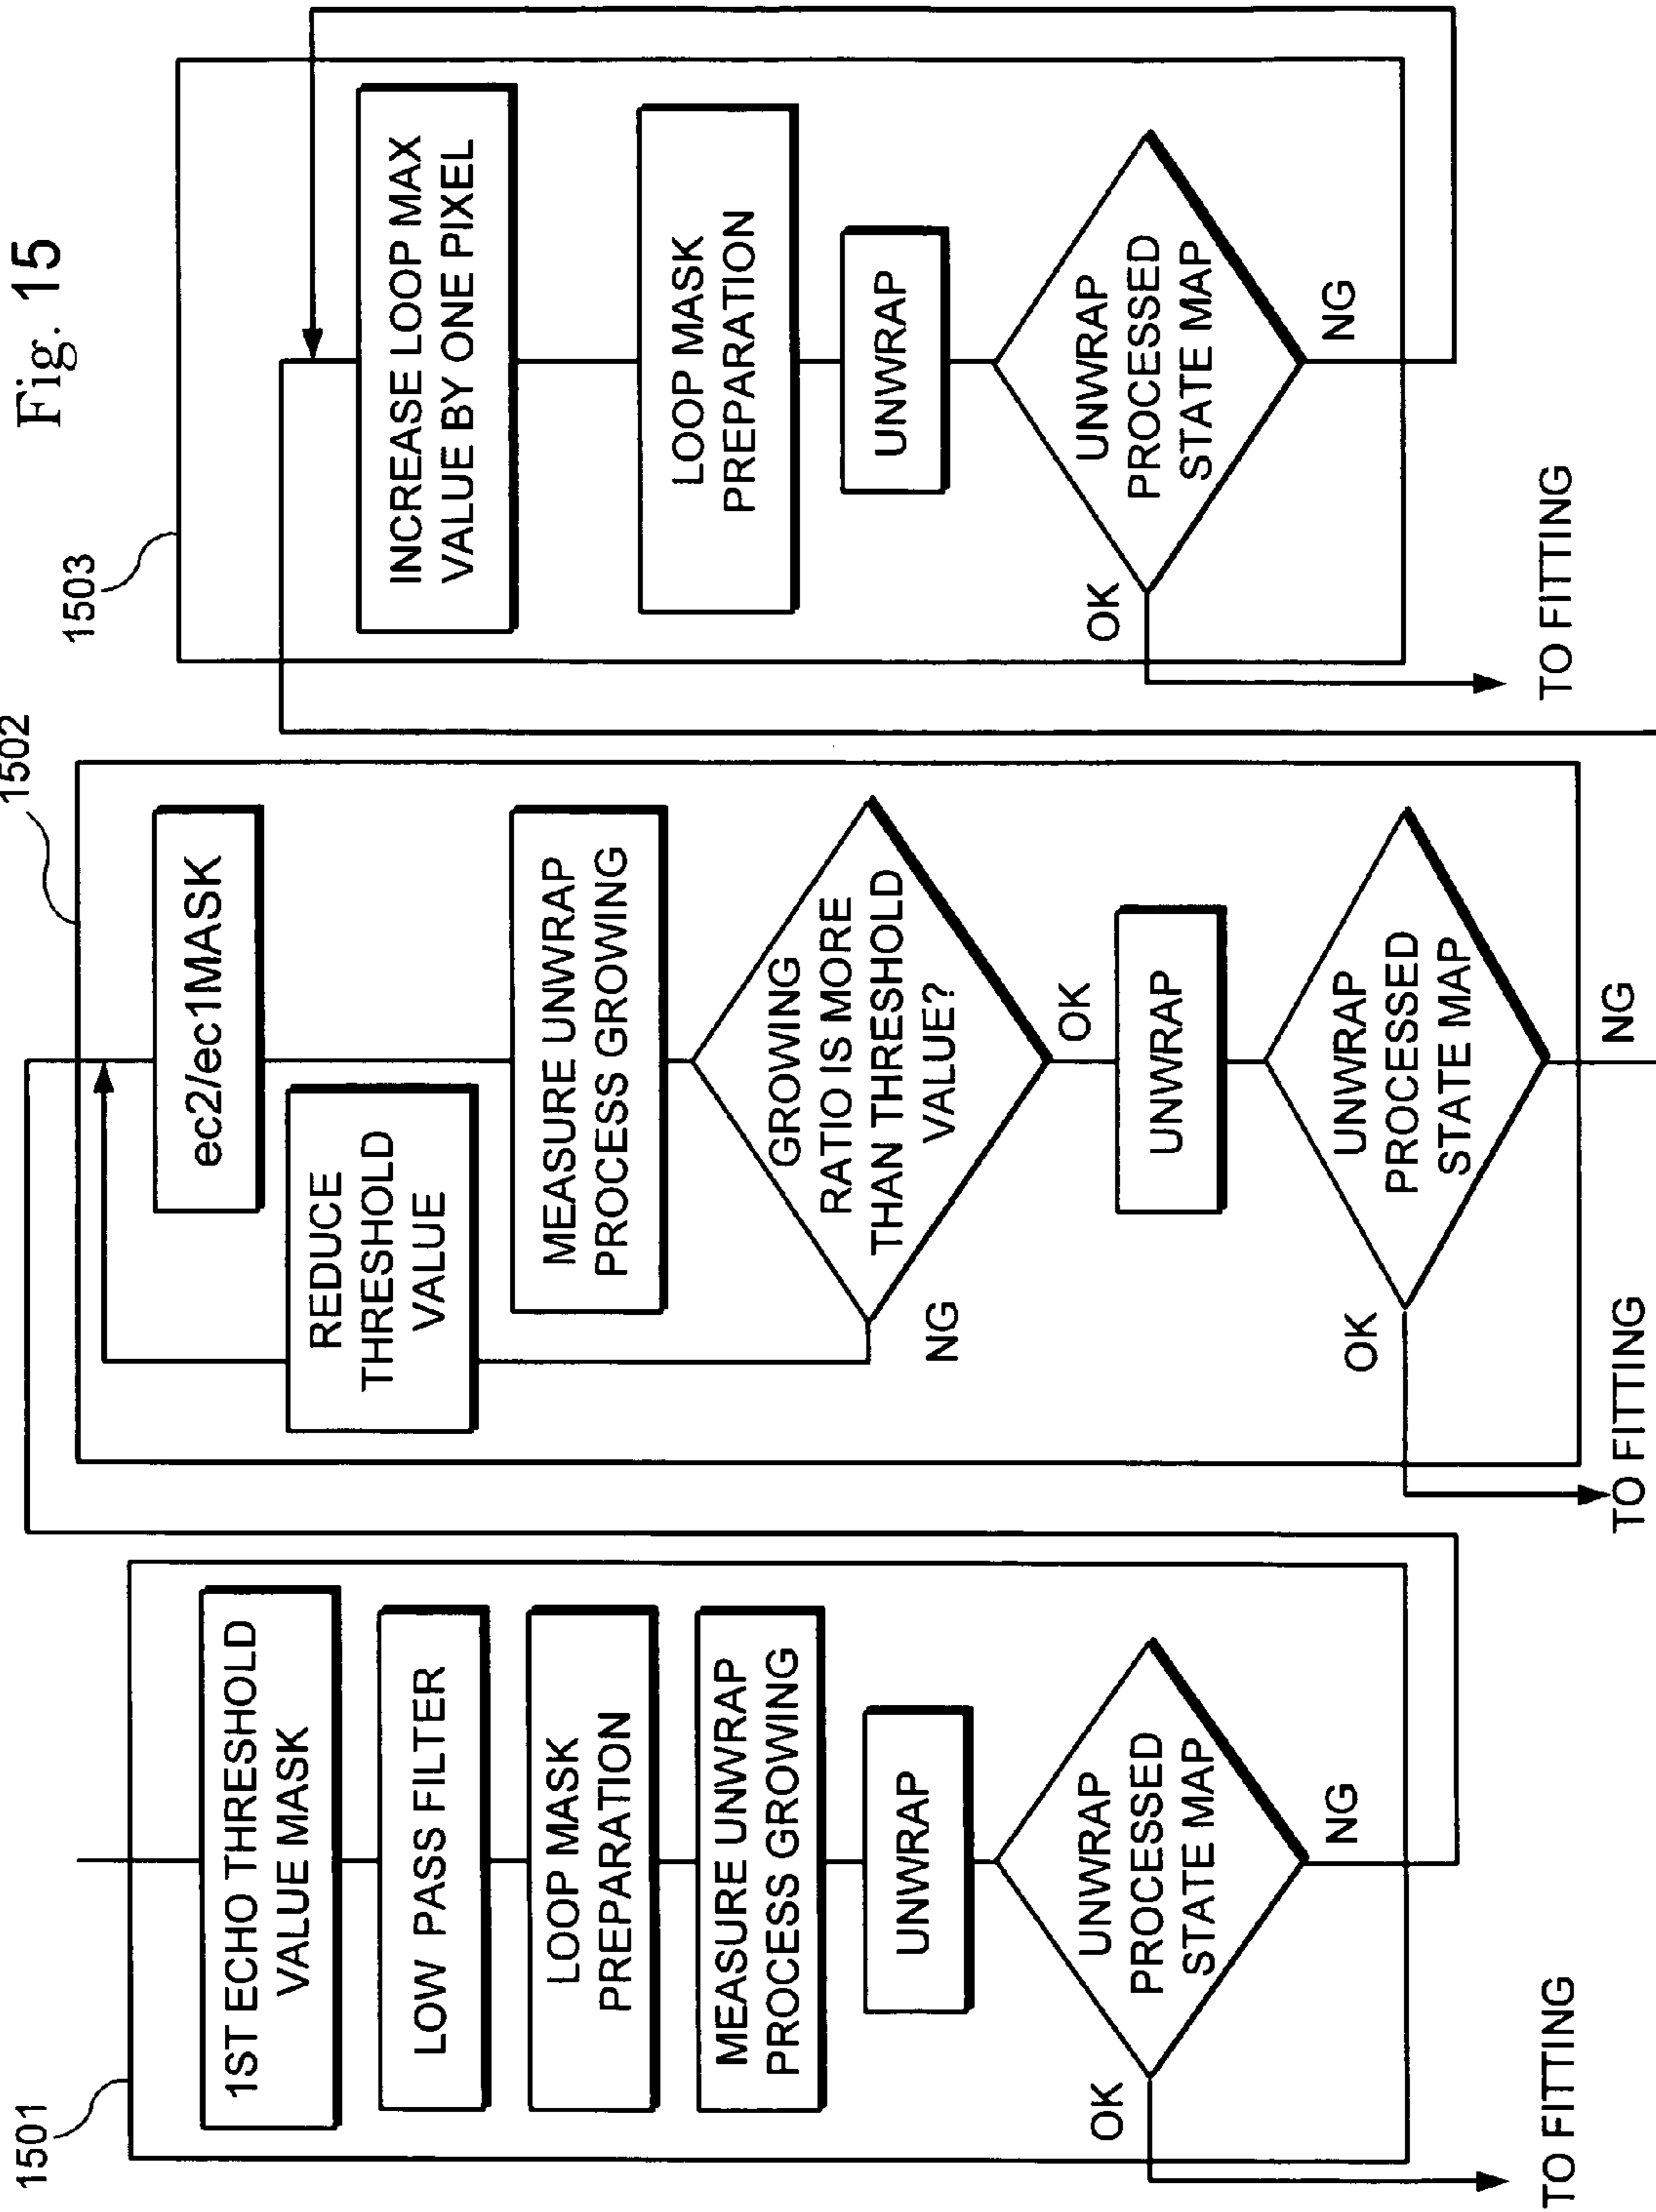 Fig. 15
1501
1ST ECHO THRESHOLD
VALUE MASK
LOW PASS FILTER
LOOP MASK
PREPARATION
MEASURE UNWRAP
PROCESS GROWING
UNWRAP
UNWRAP
PROCESSED
STATE MAP
OK
NG
TO FITTING
1502
ec2/ec1MASK
REDUCE
THRESHOLD
VALUE
MEASURE UNWRAP
PROCESS GROWING
GROWING
RATIO IS MORE
THAN THRESHOLD
VALUE?
NG
OK
UNWRAP
UNWRAP
PROCESSED
STATE MAP
OK
NG
TO FITTING
1503
INCREASE LOOP MAX
VALUE BY ONE PIXEL
LOOP MASK
PREPARATION
UNWRAP
UNWRAP
PROCESSED
STATE MAP
OK
NG
TO FITTING